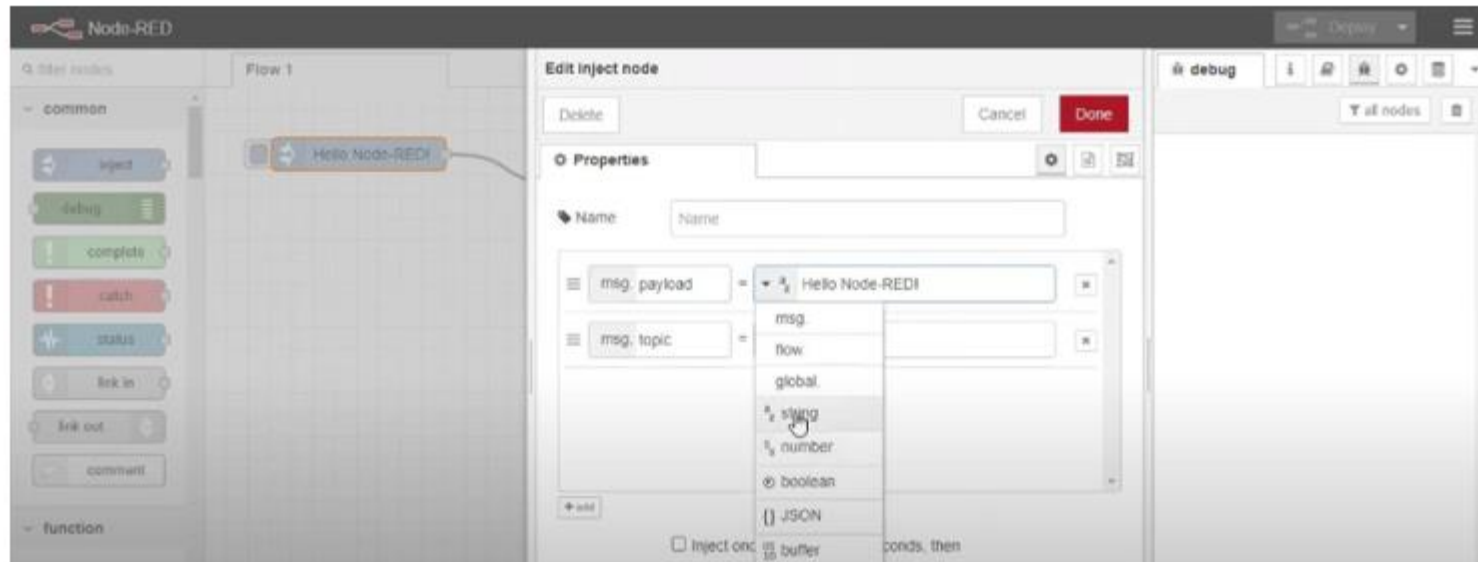 Node-RED
Deploy
filter nodes
Flow 1
Edit inject node
debug
i
common
Delete
Cancel
Done
all nodes
inject
Hello Node-RED!
Properties
debug
Name
Name
complete
catch
msg. payload = Hello Node-RED!
msg.
status
msg. topic =
flow.
link in
global.
string
link out
number
comment
boolean
add
{} JSON
function
Inject onc
onds, then
buffer